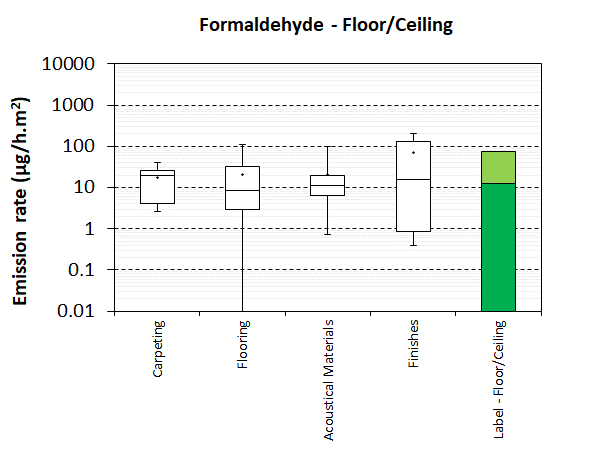 Formaldehyde - Floor/Ceiling
Emission rate (µg/h.m²)
10000
1000
100
10
1
0.1
0.01
Carpeting
Flooring
Acoustical Materials
Finishes
Label - Floor/Ceiling